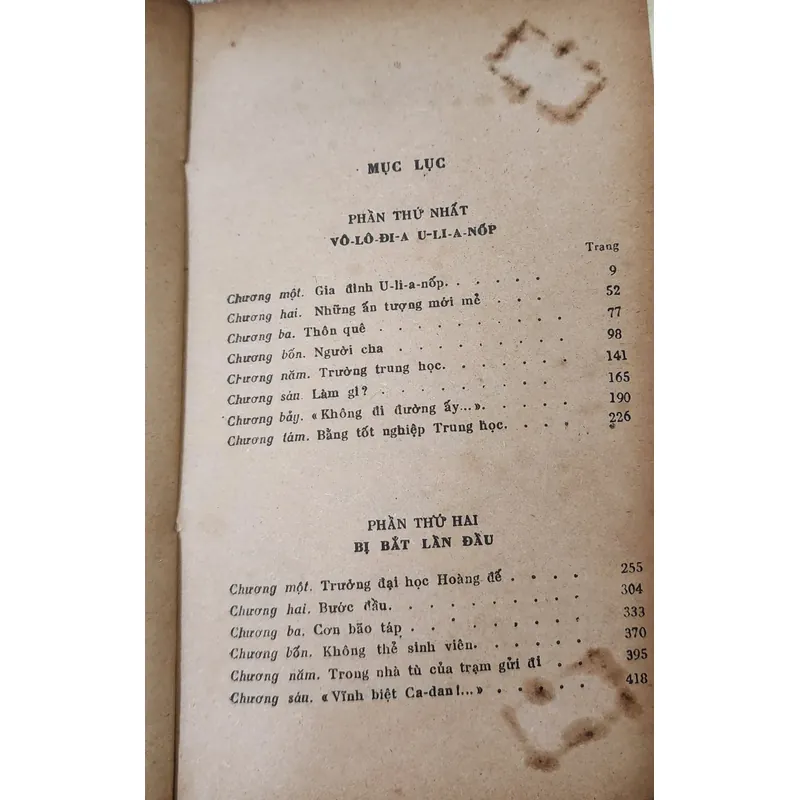 MỤC LỤC
PHẦN THỨ NHẤT
VÔ-LÔ-ĐI-A U-LI-A-NỐP
Trang
Chương một. Gia đình U-li-a-nốp. . . . . . 9
Chương hai. Những ấn tượng mới mẻ . . . 52
Chương ba. Thôn quê . . . . . . . . . 77
Chương bốn. Người cha . . . . . . . . 98
Chương năm. Trường trung học. . . . . . 141
Chương sáu. Làm gì? . . . . . . . . . 165
Chương bảy. «Không đi đường ấy...». . . . . 190
Chương tám. Bằng tốt nghiệp Trung học. . . . 226
PHẦN THỨ HAI
BỊ BẮT LẦN ĐẦU
Chương một. Trường đại học Hoàng đế . . . . 255
Chương hai. Bước đầu. . . . . . . . . 304
Chương ba. Cơn bão táp . . . . . . . . 333
Chương bốn. Không thẻ sinh viên. . . . . 370
Chương năm. Trong nhà tù của trạm gửi đi . . 395
Chương sáu. «Vĩnh biệt Ca-dan!...» . . . . 418